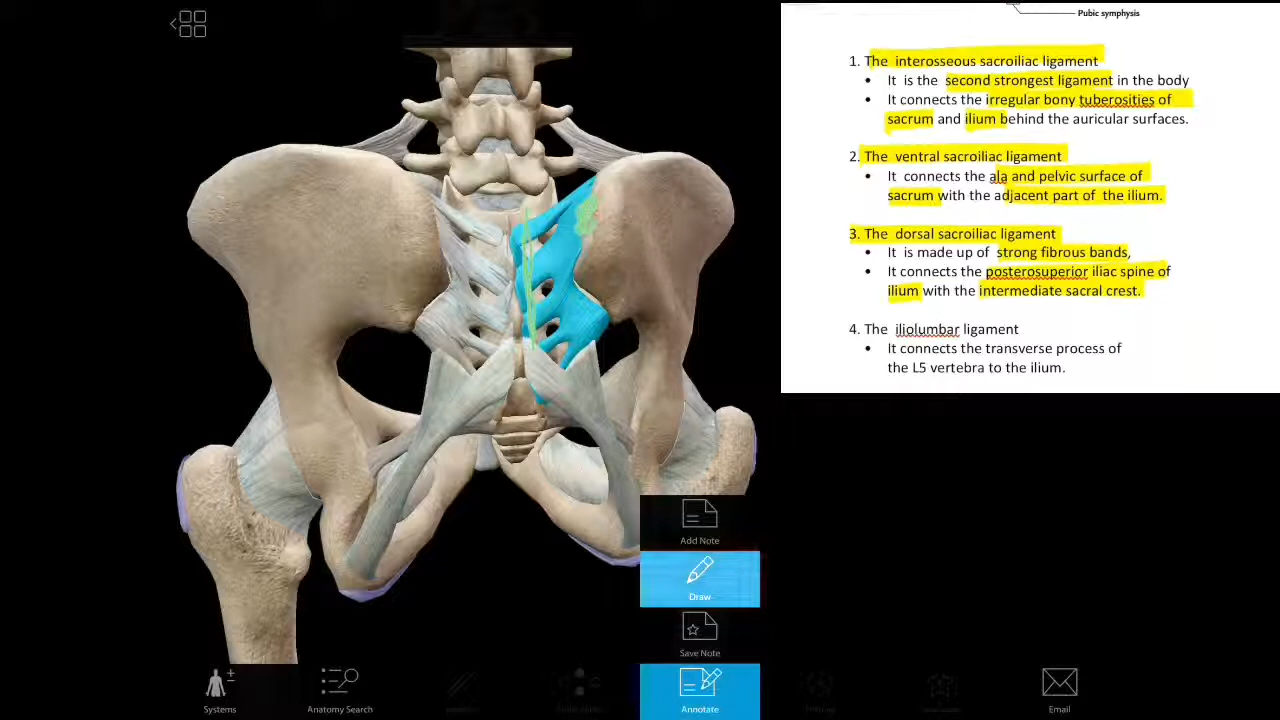 Pubic symphysis
1. The interosseous sacroiliac ligament
• It is the second strongest ligament in the body
• It connects the irregular bony tuberosities of
sacrum and ilium behind the auricular surfaces.
2. The ventral sacroiliac ligament
• It connects the ala and pelvic surface of
sacrum with the adjacent part of the ilium.
3. The dorsal sacroiliac ligament
• It is made up of strong fibrous bands,
• It connects the posterosuperior iliac spine of
ilium with the intermediate sacral crest.
4. The iliolumbar ligament
• It connects the transverse process of
the L5 vertebra to the ilium.
Add Note
Draw
Save Note
Systems
Anatomy Search
Annotate
Email